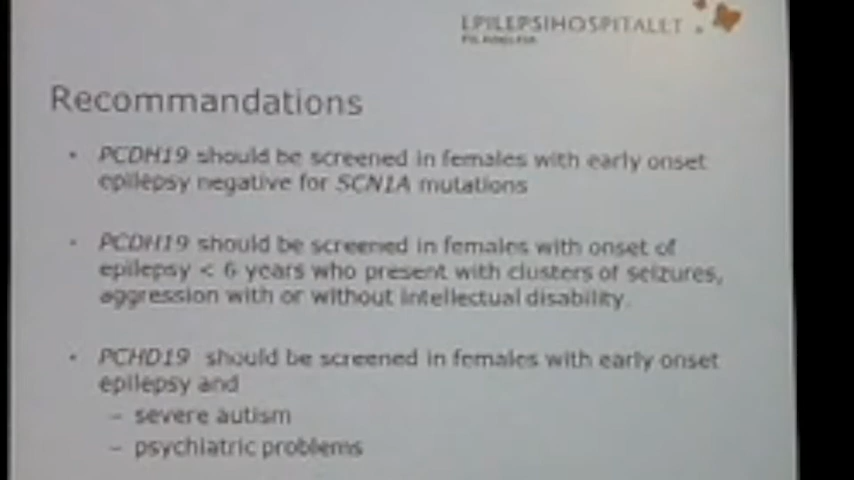 EPILEPSIHOSPITALET
Recommandations
• PCDH19 should be screened in females with early onset
epilepsy negative for SCN1A mutations
• PCDH19 should be screened in females with onset of
epilepsy < 6 years who present with clusters of seizures,
aggression with or without intellectual disability.
• PCHD19 should be screened in females with early onset
epilepsy and
– severe autism
– psychiatric problems